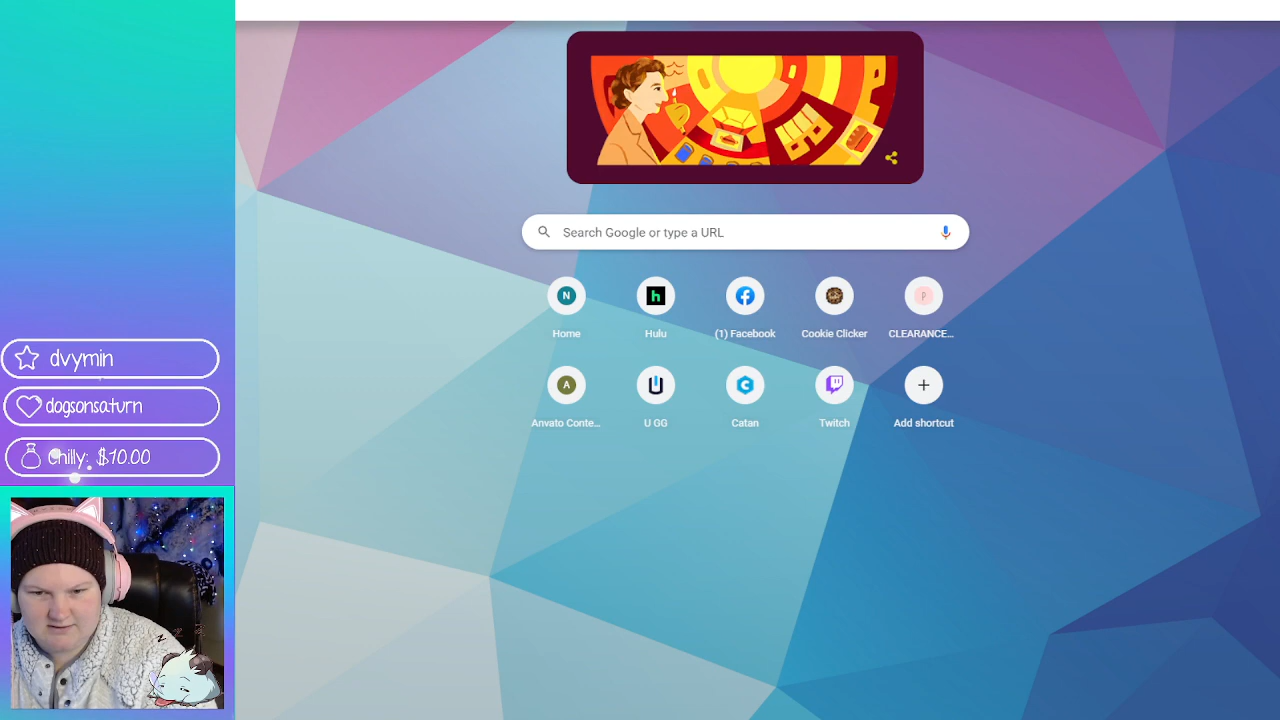 Search Google or type a URL
N
h
P
Home
Hulu
(1) Facebook
Cookie Clicker
CLEARANCE...
A
Anvato Conte...
U GG
Catan
Twitch
Add shortcut
dvymin
dogsonsaturn
Chilly: $10.00
z z z